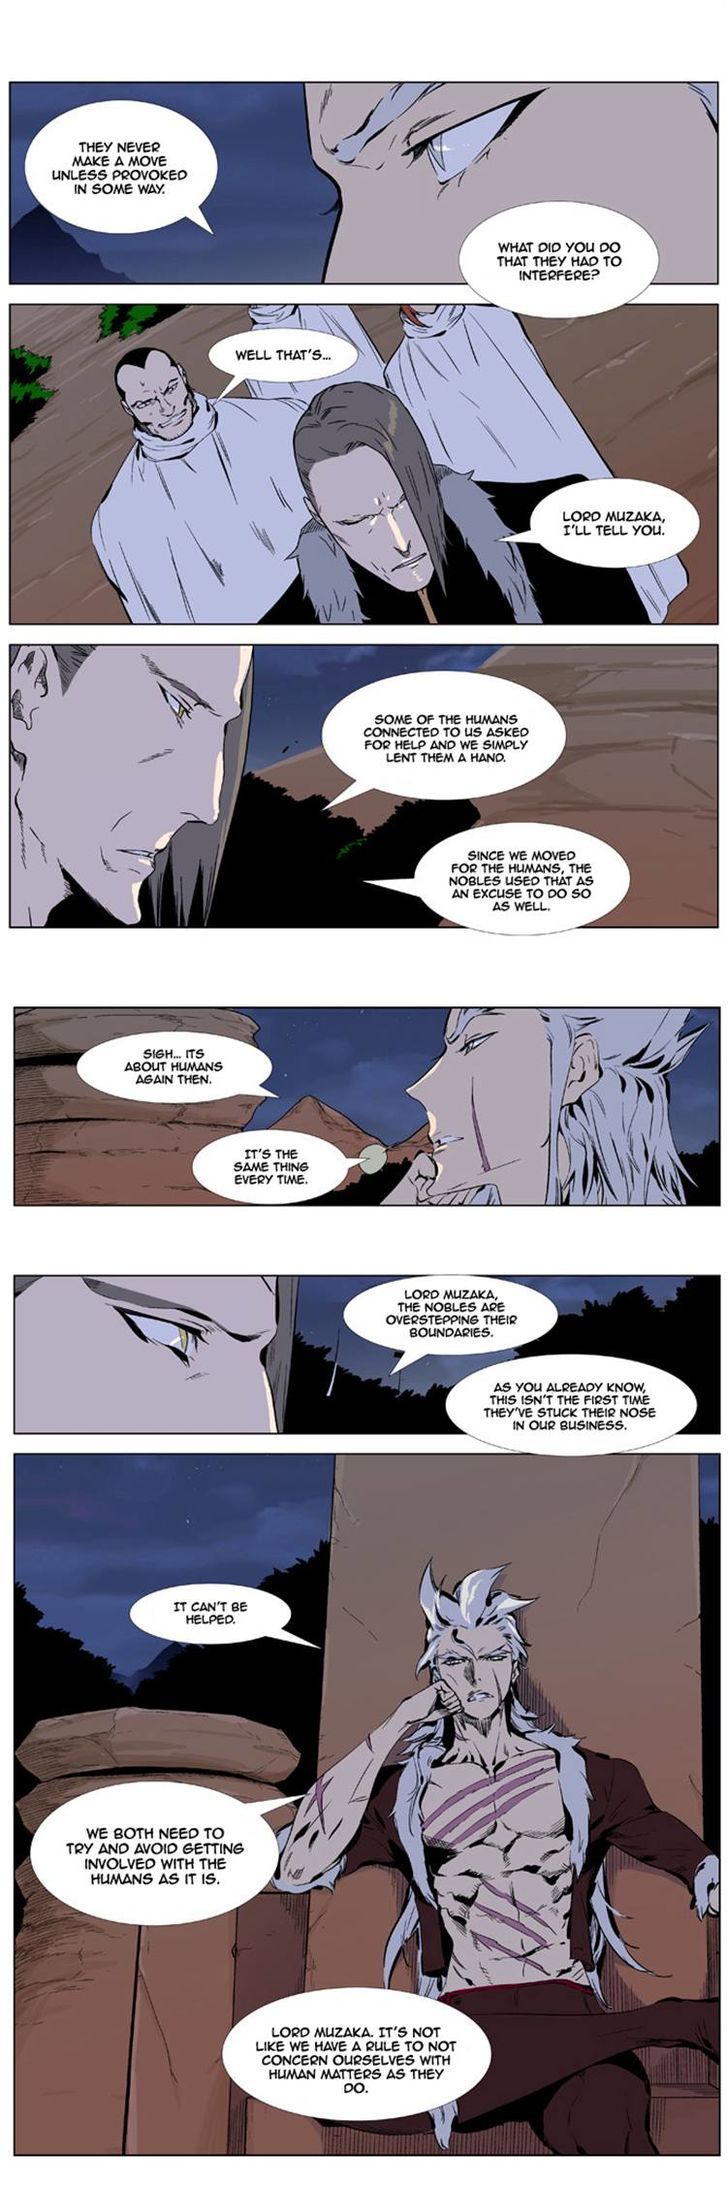 THEY NEVER
MAKE A MOVE
UNLESS PROVOKED
IN SOME WAY.
WHAT DID YOU DO
THAT THEY HAD TO
INTERFERE?
WELL THAT'S...
LORD MUZAKA,
I'LL TELL YOU.
SOME OF THE HUMANS
CONNECTED TO US ASKED
FOR HELP AND WE SIMPLY
LENT THEM A HAND.
SINCE WE MOVED
FOR THE HUMANS, THE
NOBLES USED THAT AS
AN EXCUSE TO DO SO
AS WELL.
SIGH... ITS
ABOUT HUMANS
AGAIN THEN.
IT'S THE
SAME THING
EVERY TIME.
LORD MUZAKA,
THE NOBLES ARE
OVERSTEPPING THEIR
BOUNDARIES.
AS YOU ALREADY KNOW,
THIS ISN'T THE FIRST TIME
THEY'VE STUCK THEIR NOSE
IN OUR BUSINESS.
IT CAN'T BE
HELPED.
WE BOTH NEED TO
TRY AND AVOID GETTING
INVOLVED WITH THE
HUMANS AS IT IS.
LORD MUZAKA. IT'S NOT
LIKE WE HAVE A RULE TO NOT
CONCERN OURSELVES WITH
HUMAN MATTERS AS THEY
DO.